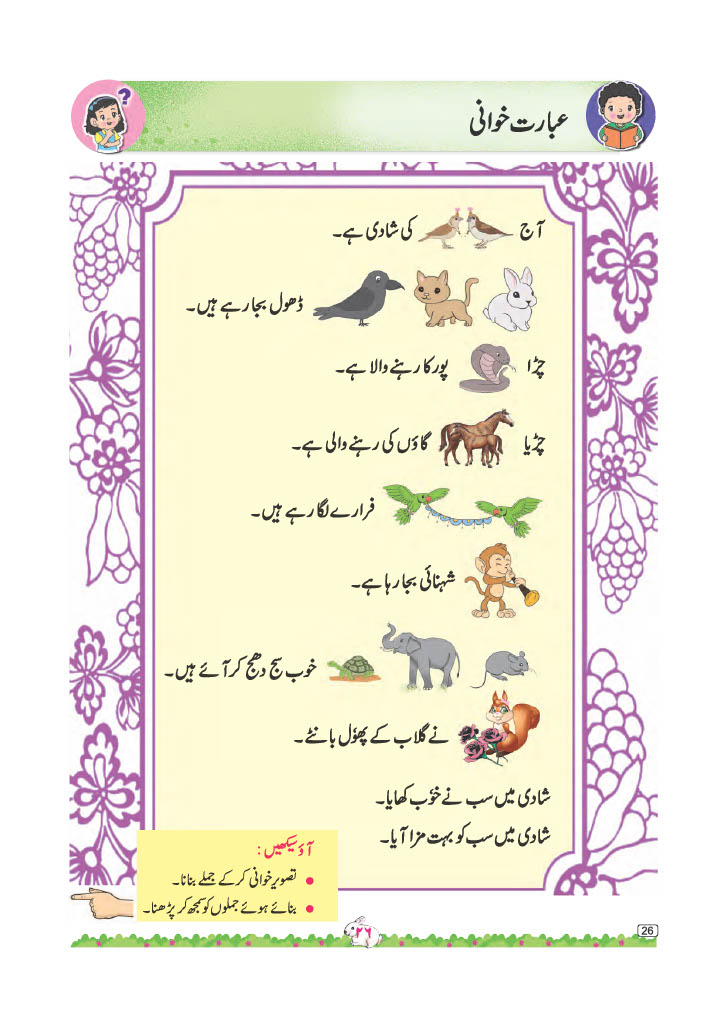 عبارت خوانی
?
آج کی شادی ہے۔
ڈھول بجا رہے ہیں۔
چڑا پور کا رہنے والا ہے۔
چڑیا گاؤں کی رہنے والی ہے۔
فرارے لگا رہے ہیں۔
شہنائی بجا رہا ہے۔
خوب سج دھج کر آئے ہیں۔
نے گلاب کے پھوٗل بانٹے۔
شادی میں سب نے خوٗب کھایا۔
شادی میں سب کو بہت مزا آیا۔
آؤ سیکھیں:
● تصویر خوانی کر کے جملے بنانا۔
● بنائے ہوئے جملوں کو سمجھ کر پڑھنا۔
۲۶
26